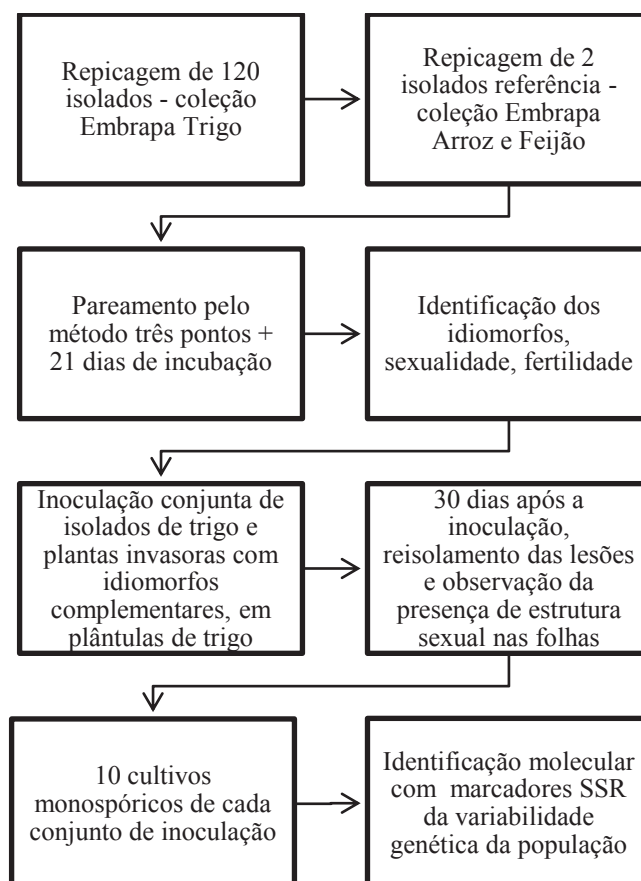 Repicagem de 120
isolados - coleção
Embrapa Trigo
Repicagem de 2
isolados referência -
coleção Embrapa
Arroz e Feijão
Pareamento pelo
método três pontos +
21 dias de incubação
Identificação dos
idiomorfos,
sexualidade, fertilidade
Inoculação conjunta de
isolados de trigo e
plantas invasoras com
idiomorfos
complementares, em
plântulas de trigo
30 dias após a
inoculação,
reisolamento das lesões
e observação da
presença de estrutura
sexual nas folhas
10 cultivos
monospóricos de cada
conjunto de inoculação
Identificação molecular
com marcadores SSR
da variabilidade
genética da população